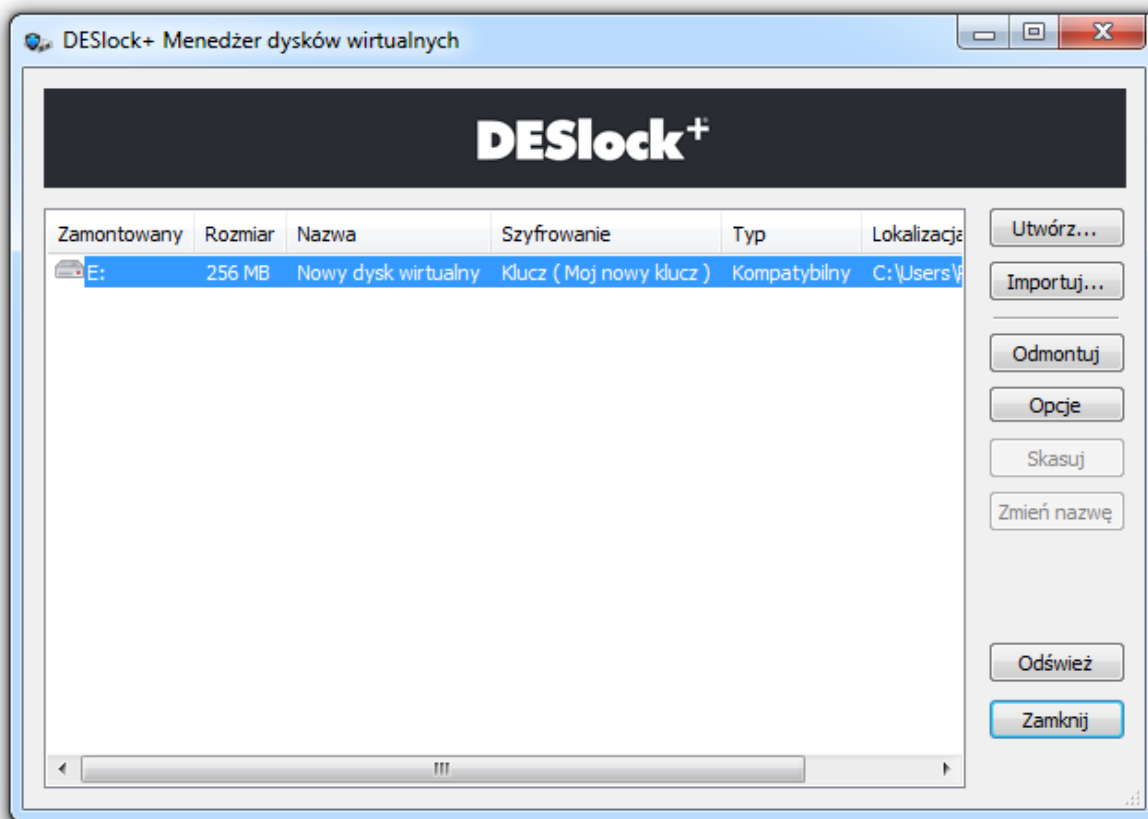 DESlock+ Menedżer dysków wirtualnych
DESlock+
Zamontowany Rozmiar Nazwa Szyfrowanie Typ Lokalizacja
E: 256 MB Nowy dysk wirtualny Klucz ( Moj nowy klucz ) Kompatybilny C:\Users\
Utwórz...
Importuj...
Odmontuj
Opcje
Skasuj
Zmień nazwę
Odśwież
Zamknij